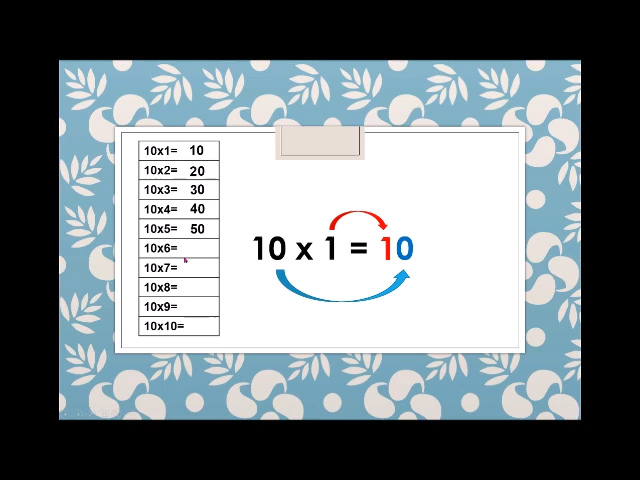 10x1= 10
10x2= 20
10x3= 30
10x4= 40
10x5= 50
10x6=
10x7=
10x8=
10x9=
10x10=
10 x 1 = 10